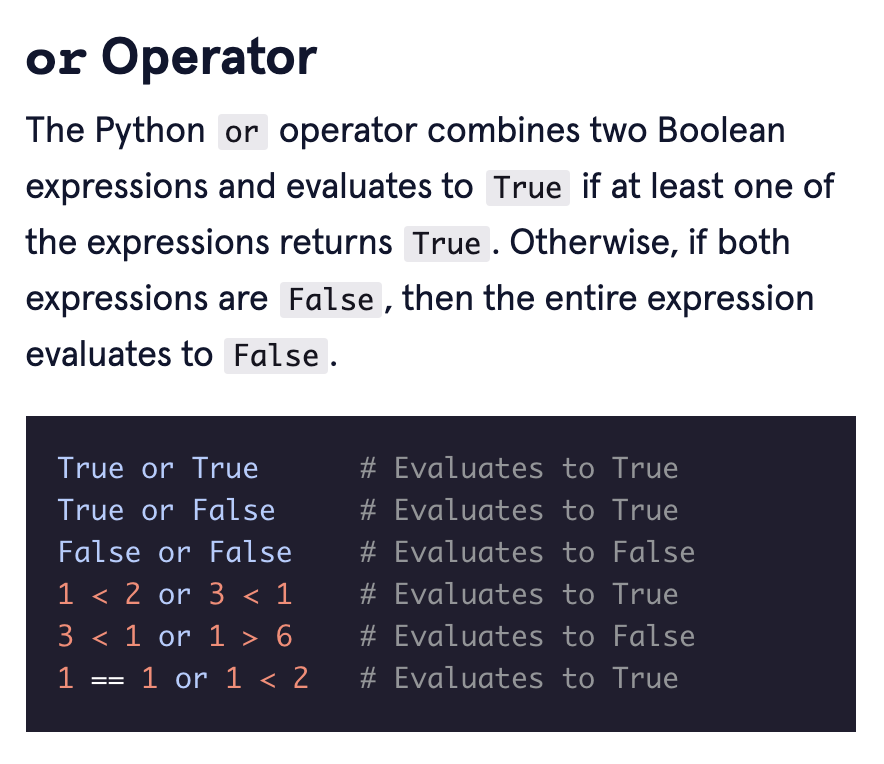 or Operator
The Python or operator combines two Boolean
expressions and evaluates to True if at least one of
the expressions returns True. Otherwise, if both
expressions are False, then the entire expression
evaluates to False.
True or True      # Evaluates to True
True or False     # Evaluates to True
False or False    # Evaluates to False
1 < 2 or 3 < 1    # Evaluates to True
3 < 1 or 1 > 6    # Evaluates to False
1 == 1 or 1 < 2   # Evaluates to True